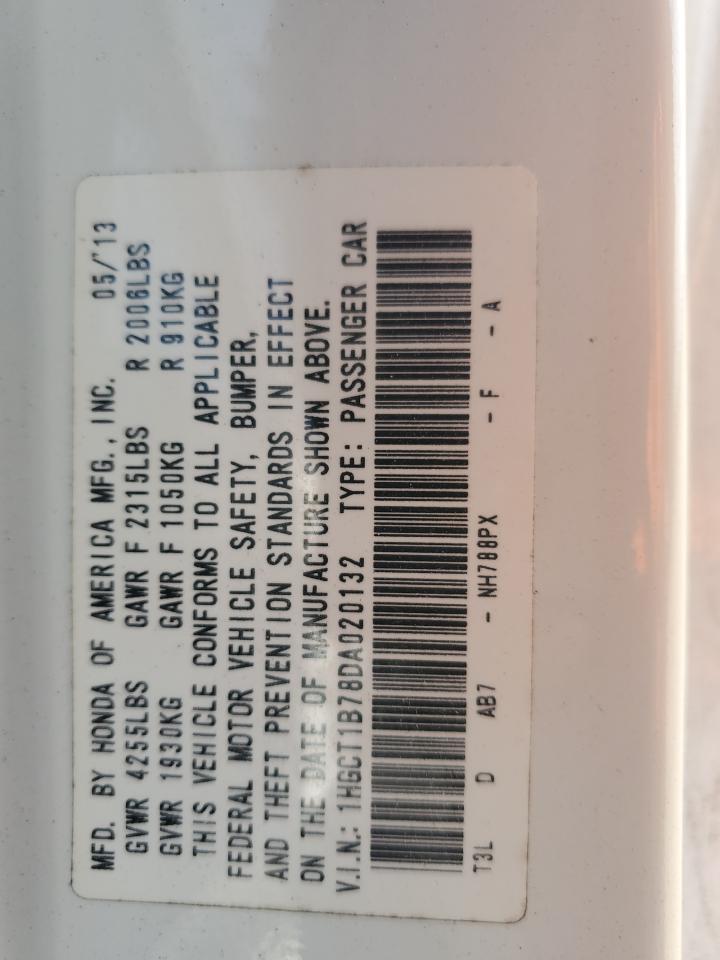 MFD. BY HONDA OF AMERICA MFG., INC. 05/'13
GVWR 4255LBS GAWR F 2315LBS R 2006LBS
GVWR 1930KG GAWR F 1050KG R 910KG
THIS VEHICLE CONFORMS TO ALL APPLICABLE
FEDERAL MOTOR VEHICLE SAFETY, BUMPER,
AND THEFT PREVENTION STANDARDS IN EFFECT
ON THE DATE OF MANUFACTURE SHOWN ABOVE.
V.I.N.: 1HGCT1B78DA020132 TYPE: PASSENGER CAR
T3L D AB7 - NH788PX - F - A